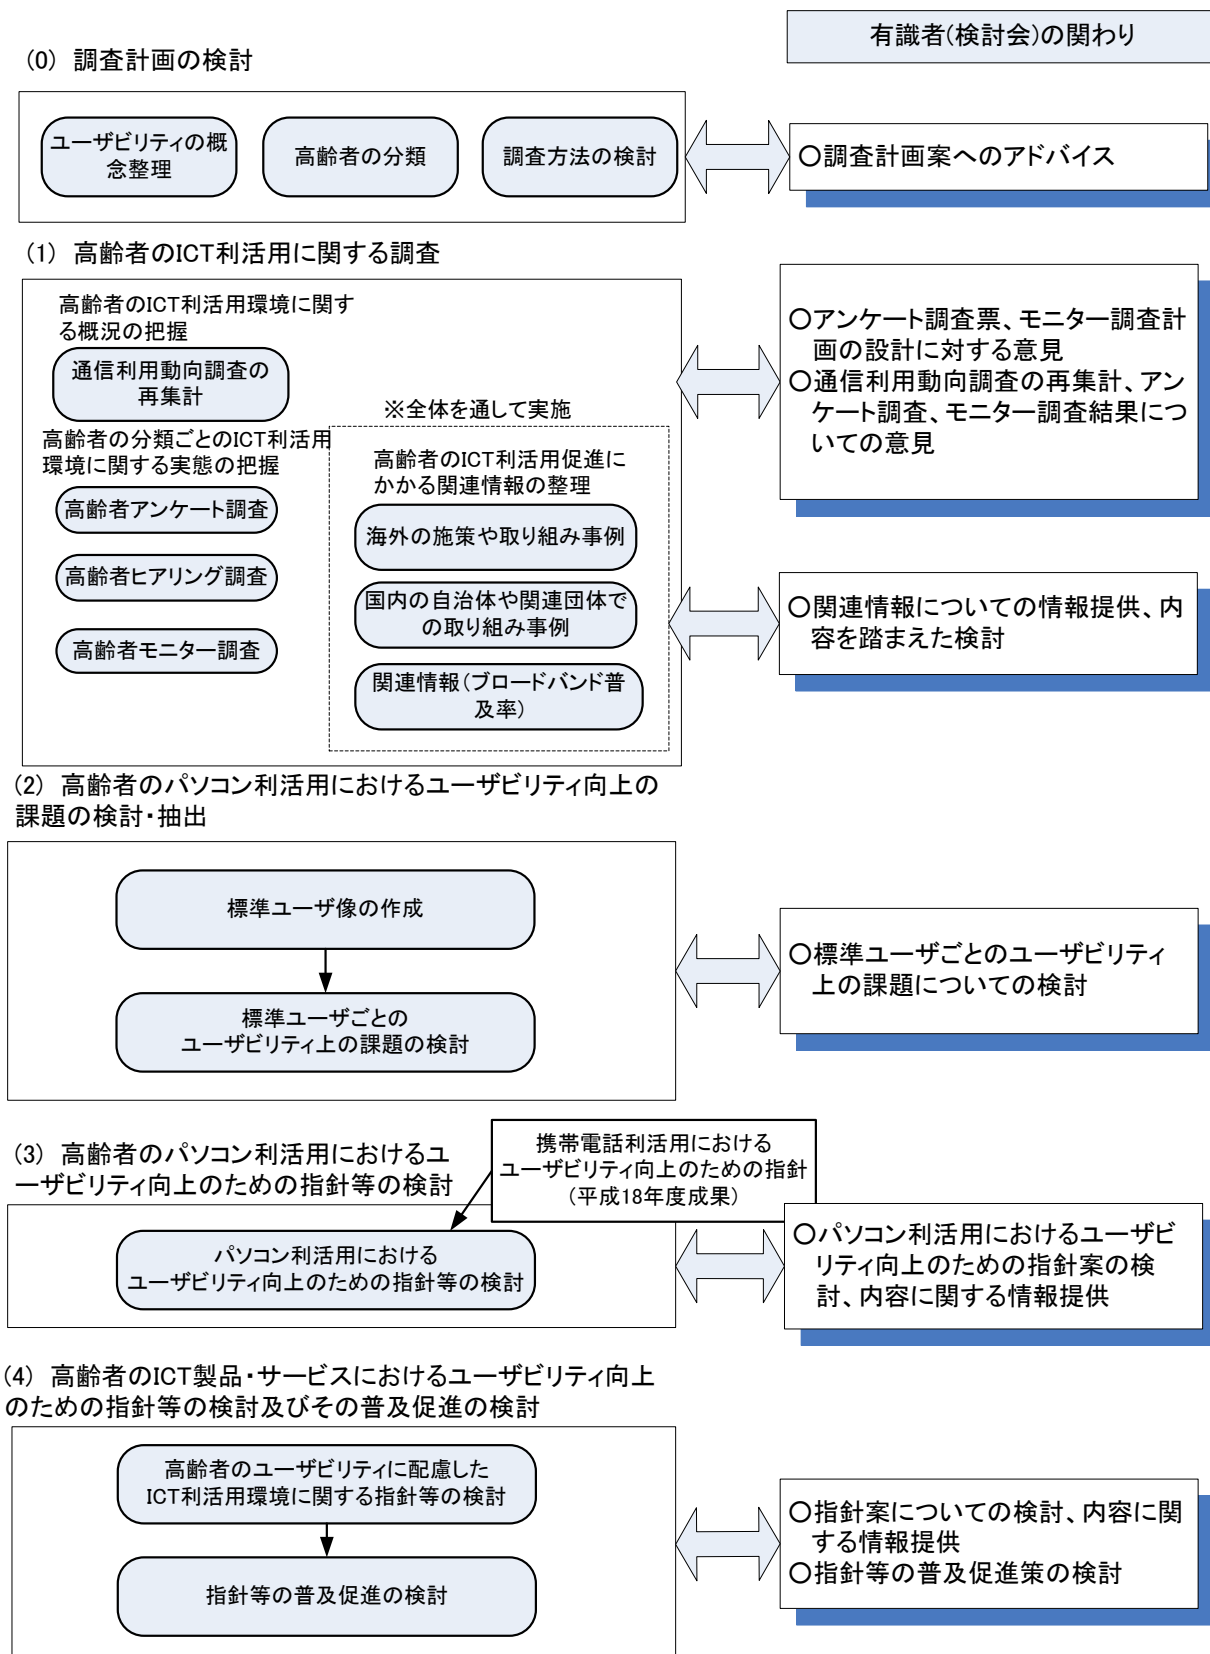 有識者(検討会)の関わり
(0) 調査計画の検討
ユーザビリティの概
念整理
高齢者の分類
調査方法の検討
○調査計画案へのアドバイス
(1) 高齢者のICT利活用に関する調査
高齢者のICT利活用環境に関す
る概況の把握
通信利用動向調査の
再集計
高齢者の分類ごとのICT利活用
環境に関する実態の把握
高齢者アンケート調査
高齢者ヒアリング調査
高齢者モニター調査
※全体を通して実施
高齢者のICT利活用促進に
かかる関連情報の整理
海外の施策や取り組み事例
国内の自治体や関連団体で
の取り組み事例
関連情報(ブロードバンド普
及率)
○アンケート調査票、モニター調査計
画の設計に対する意見
○通信利用動向調査の再集計、アン
ケート調査、モニター調査結果につ
いての意見
○関連情報についての情報提供、内
容を踏まえた検討
(2) 高齢者のパソコン利活用におけるユーザビリティ向上の
課題の検討・抽出
標準ユーザ像の作成
標準ユーザごとの
ユーザビリティ上の課題の検討
○標準ユーザごとのユーザビリティ
上の課題についての検討
(3) 高齢者のパソコン利活用におけるユ
ーザビリティ向上のための指針等の検討
携帯電話利活用における
ユーザビリティ向上のための指針
(平成18年度成果)
パソコン利活用における
ユーザビリティ向上のための指針等の検討
○パソコン利活用におけるユーザビ
リティ向上のための指針案の検
討、内容に関する情報提供
(4) 高齢者のICT製品・サービスにおけるユーザビリティ向上
のための指針等の検討及びその普及促進の検討
高齢者のユーザビリティに配慮した
ICT利活用環境に関する指針等の検討
指針等の普及促進の検討
○指針案についての検討、内容に関
する情報提供
○指針等の普及促進策の検討